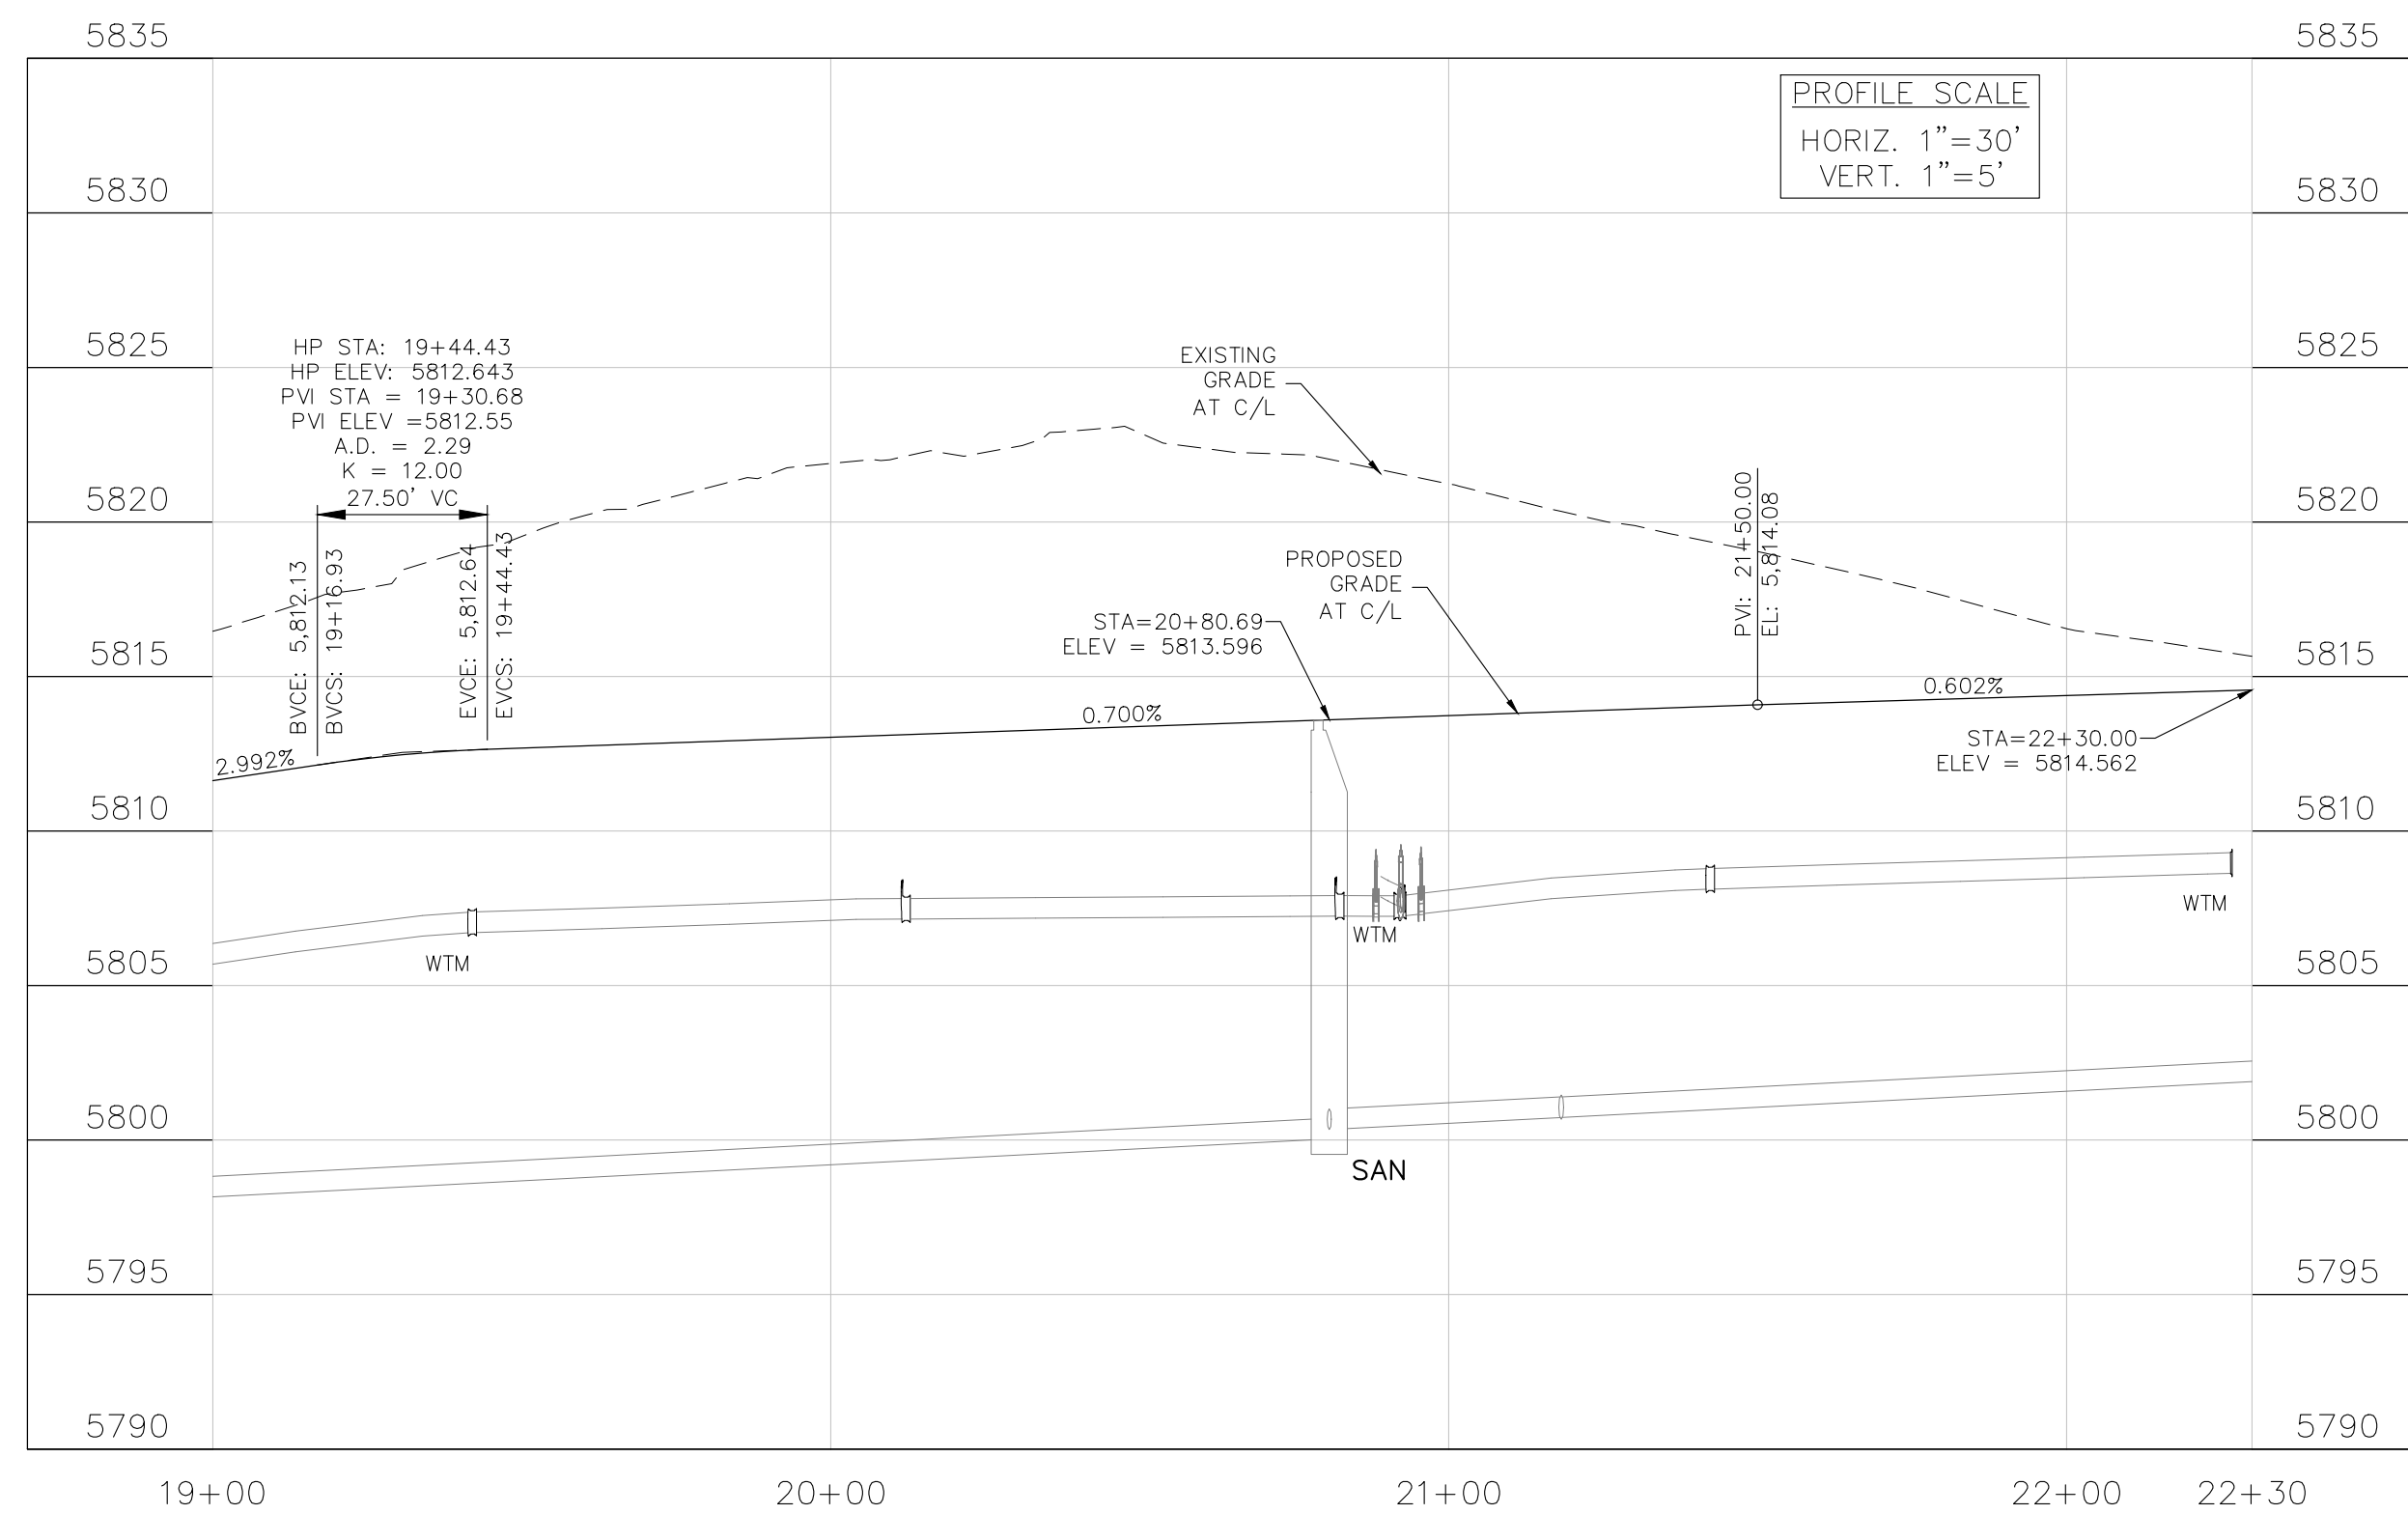 5835
5835
PROFILE SCALE
HORIZ. 1"=30'
VERT. 1"=5'
5830
5830
5825
5825
HP STA: 19+44.43
HP ELEV: 5812.643
PVI STA = 19+30.68
PVI ELEV =5812.55
A.D. = 2.29
K = 12.00
27.50' VC
EXISTING
GRADE
AT C/L
5820
5820
BVCE: 5,812.13
BVCS: 19+16.93
EVCE: 5,812.64
EVCS: 19+44.43
PROPOSED
GRADE
AT C/L
STA=20+80.69
ELEV = 5813.596
PVI: 21+50.00
EL: 5,814.08
5815
5815
2.992%
0.700%
0.602%
STA=22+30.00
ELEV = 5814.562
5810
5810
WTM
WTM
WTM
5805
5805
5800
5800
SAN
5795
5795
5790
5790
19+00
20+00
21+00
22+00
22+30